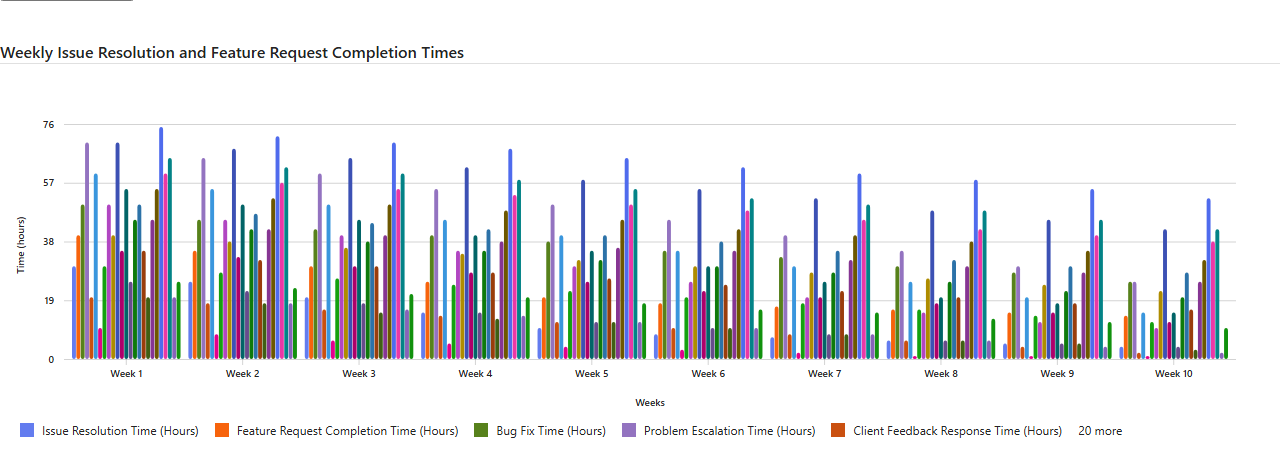 Weekly Issue Resolution and Feature Request Completion Times
76
57
38
19
0
Time (hours)
Week 1 Week 2 Week 3 Week 4 Week 5 Week 6 Week 7 Week 8 Week 9 Week 10
Weeks
Issue Resolution Time (Hours) Feature Request Completion Time (Hours) Bug Fix Time (Hours) Problem Escalation Time (Hours) Client Feedback Response Time (Hours) 20 more